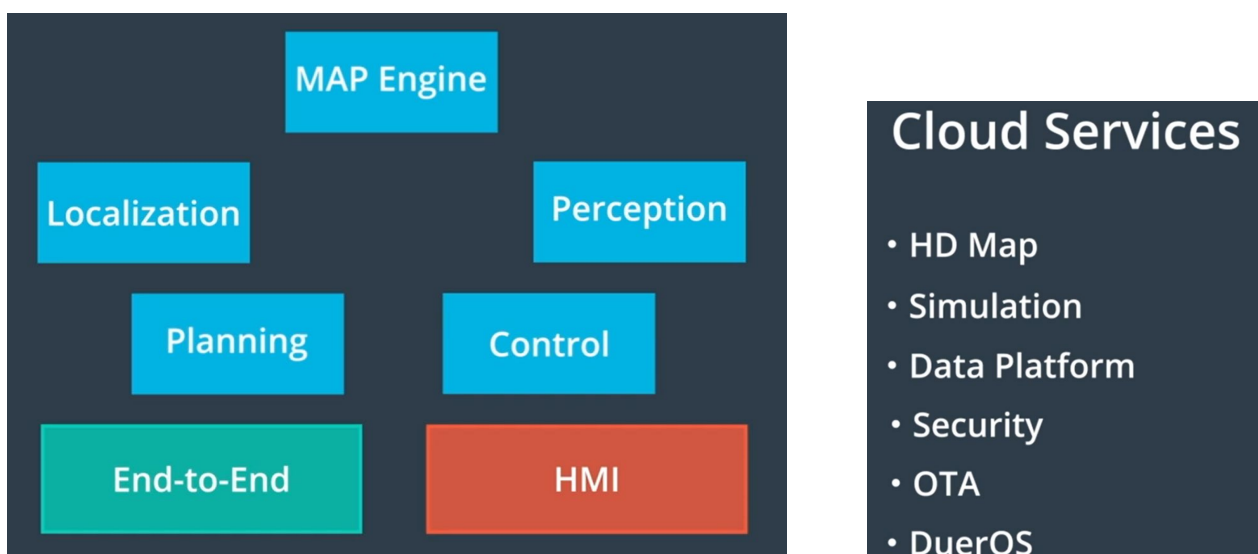 MAP Engine
Localization
Perception
Planning
Control
End-to-End
HMI
Cloud Services
• HD Map
• Simulation
• Data Platform
• Security
• OTA
• DuerOS